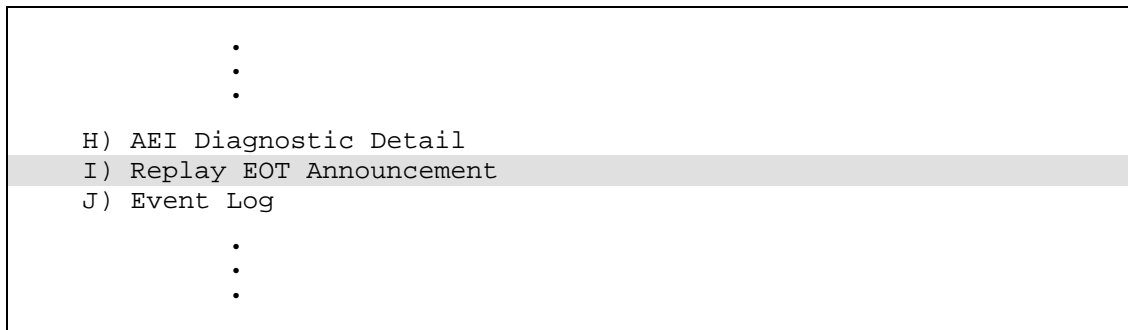 •
•
•
H) AEI Diagnostic Detail
I) Replay EOT Announcement
J) Event Log
•
•
•